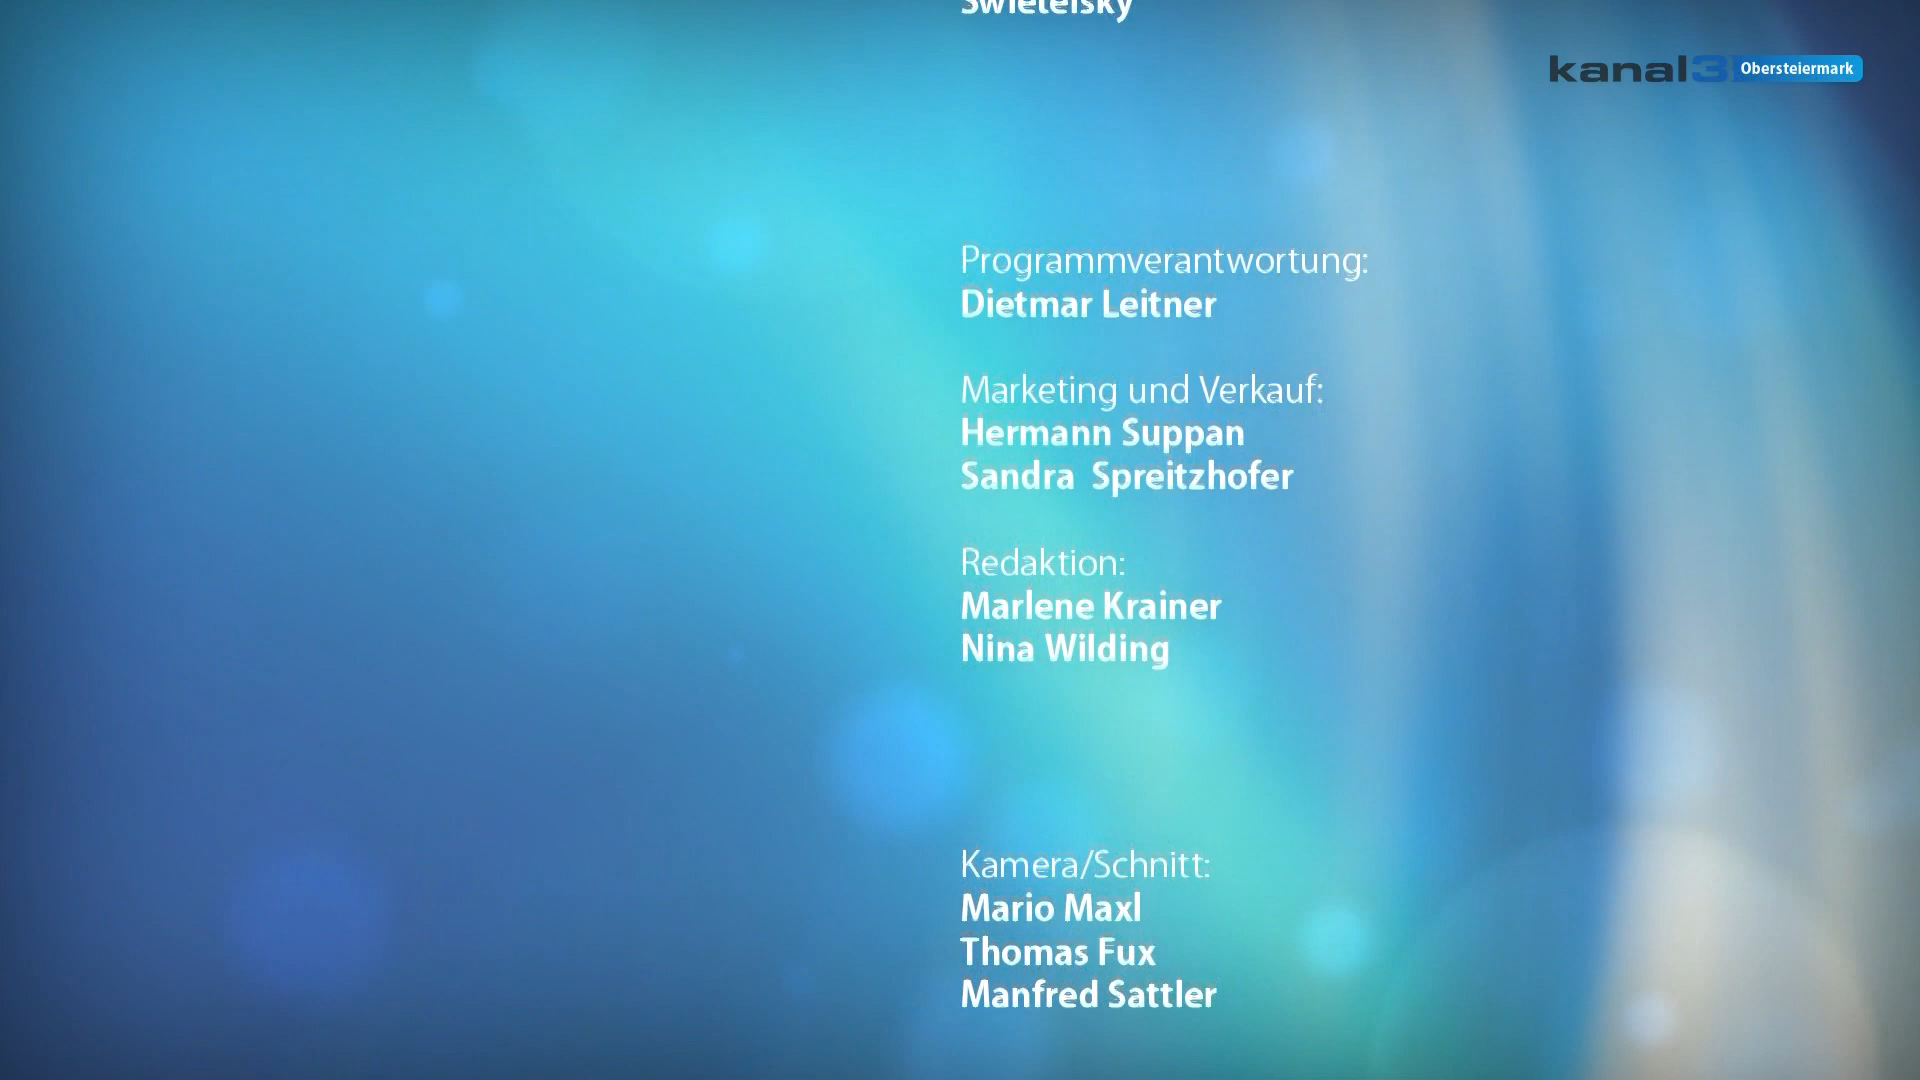 Swietelsky
kanal3 Obersteiermark
Programmverantwortung:
Dietmar Leitner
Marketing und Verkauf:
Hermann Suppan
Sandra  Spreitzhofer
Redaktion:
Marlene Krainer
Nina Wilding
Kamera/Schnitt:
Mario Maxl
Thomas Fux
Manfred Sattler